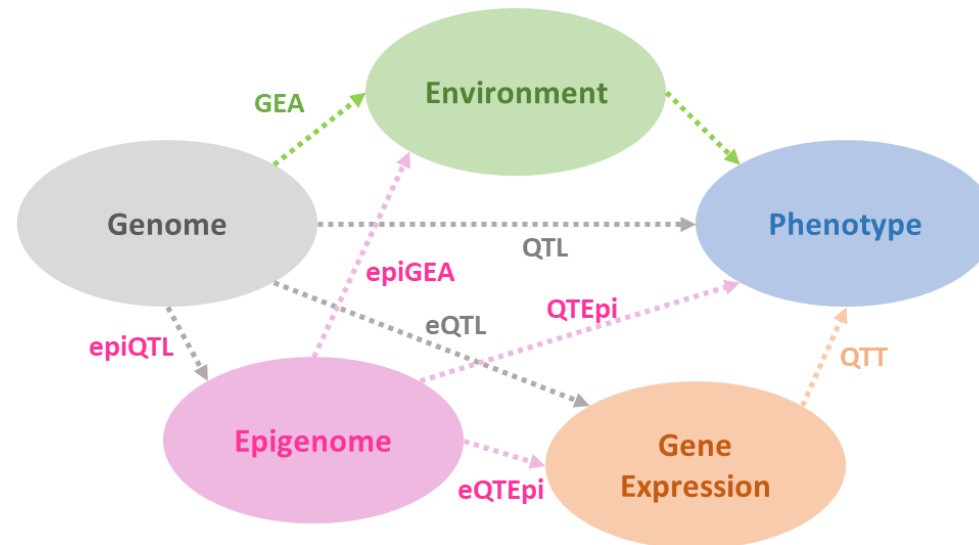 Environment
GEA
Genome
Phenotype
QTL
epiGEA
QTEpi
eQTL
epiQTL
QTT
Epigenome
Gene
Expression
eQTEpi